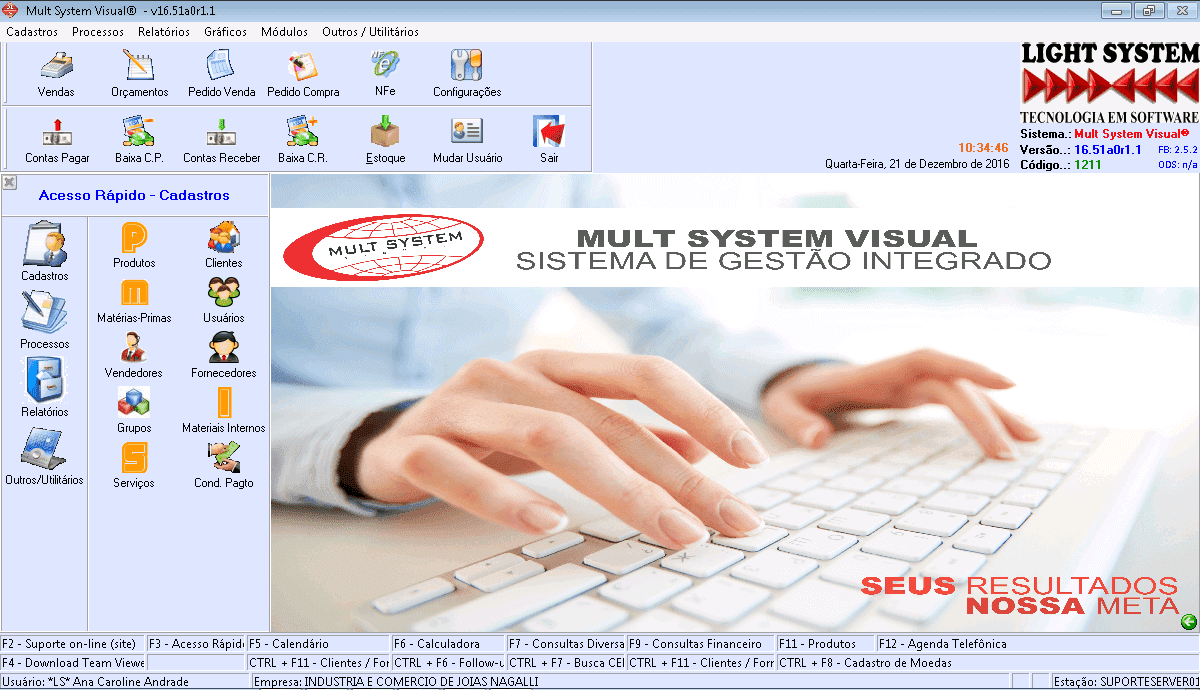 Mult System Visual® - v16.51a0r1.1
Cadastros Processos Relatórios Gráficos Módulos Outros / Utilitários
Vendas Orçamentos Pedido Venda Pedido Compra NFe Configurações
Contas Pagar Baixa C.P. Contas Receber Baixa C.R. Estoque Mudar Usuário Sair
LIGHT SYSTEM
TECNOLOGIA EM SOFTWARE
Sistema.: Mult System Visual®
10:34:46 Versão..: 16.51a0r1.1 FB: 2.5.2
Quarta-Feira, 21 de Dezembro de 2016 Código..: 1211 ODS: n/a
Acesso Rápido - Cadastros
Cadastros
Processos
Relatórios
Outros/Utilitários
Produtos Clientes
Matérias-Primas Usuários
Vendedores Fornecedores
Grupos Materiais Internos
Serviços Cond. Pagto
MULT SYSTEM
MULT SYSTEM VISUAL
SISTEMA DE GESTÃO INTEGRADO
SEUS RESULTADOS
NOSSA META
F2 - Suporte on-line (site) F3 - Acesso Rápid F5 - Calendário F6 - Calculadora F7 - Consultas Diversa F9 - Consultas Financeiro F11 - Produtos F12 - Agenda Telefônica
F4 - Download Team Viewe CTRL + F11 - Clientes / For CTRL + F6 - Follow-u CTRL + F7 - Busca CEI CTRL + F11 - Clientes / Forr CTRL + F8 - Cadastro de Moedas
Usuário: *LS* Ana Caroline Andrade Empresa: INDUSTRIA E COMERCIO DE JOIAS NAGALLI Estação: SUPORTESERVER01